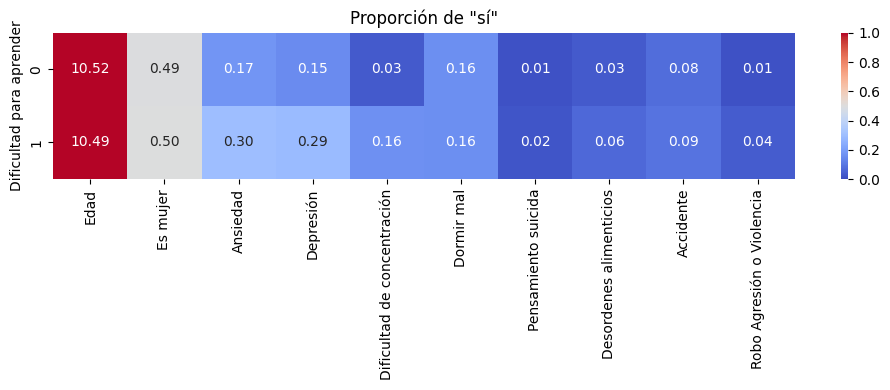 Proporción de "sí"
Dificultad para aprender
0
10.52 0.49 0.17 0.15 0.03 0.16 0.01 0.03 0.08 0.01
1
10.49 0.50 0.30 0.29 0.16 0.16 0.02 0.06 0.09 0.04
Edad
Es mujer
Ansiedad
Depresión
Dificultad de concentración
Dormir mal
Pensamiento suicida
Desordenes alimenticios
Accidente
Robo Agresión o Violencia
1.0
0.8
0.6
0.4
0.2
0.0